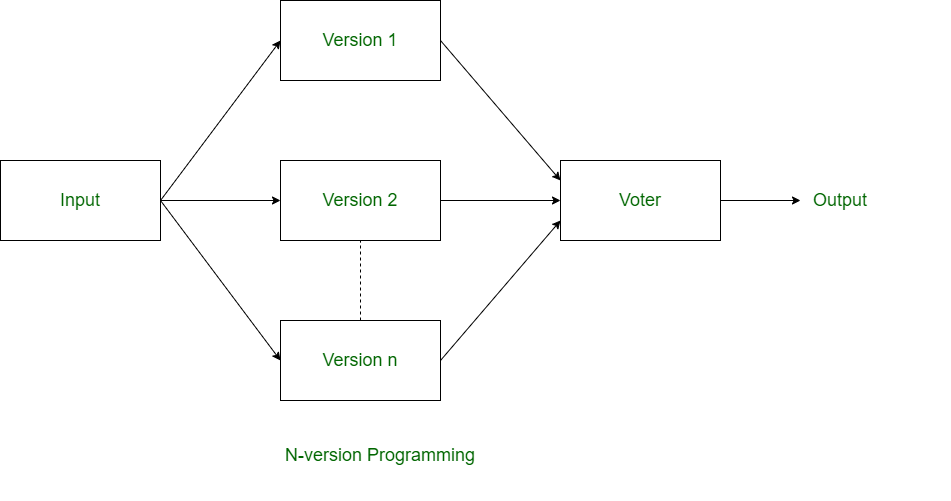 Version 1
Input
Version 2
Voter
Output
Version n
N-version Programming